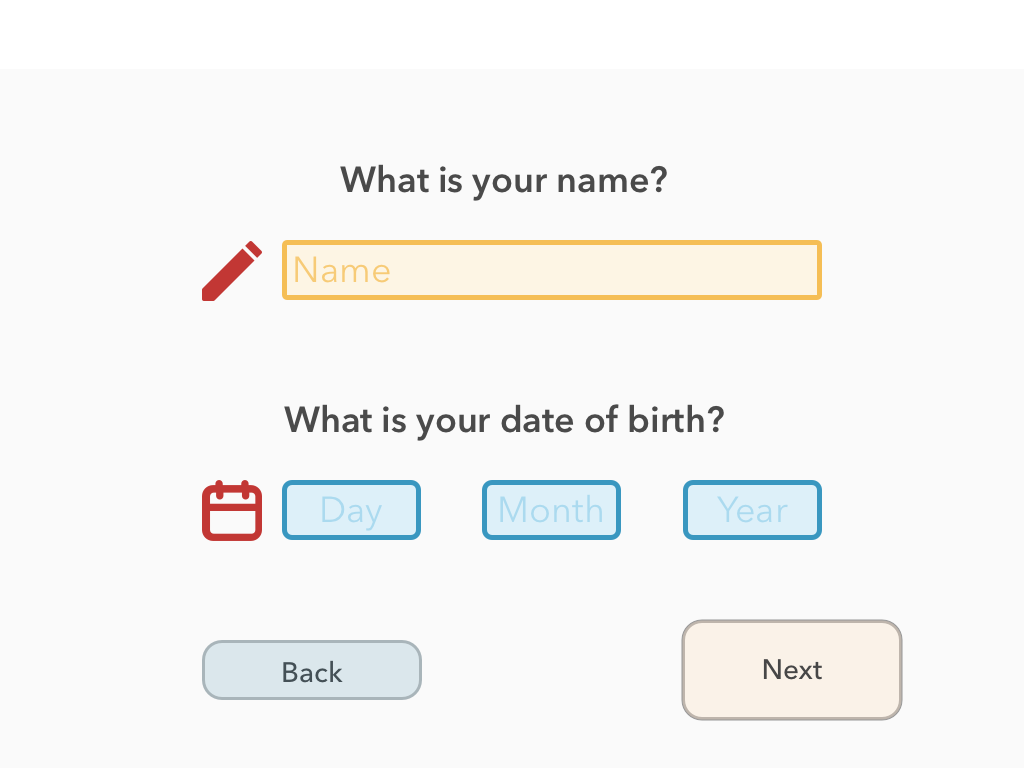 What is your name?
Name
What is your date of birth?
Day Month Year
Back Next